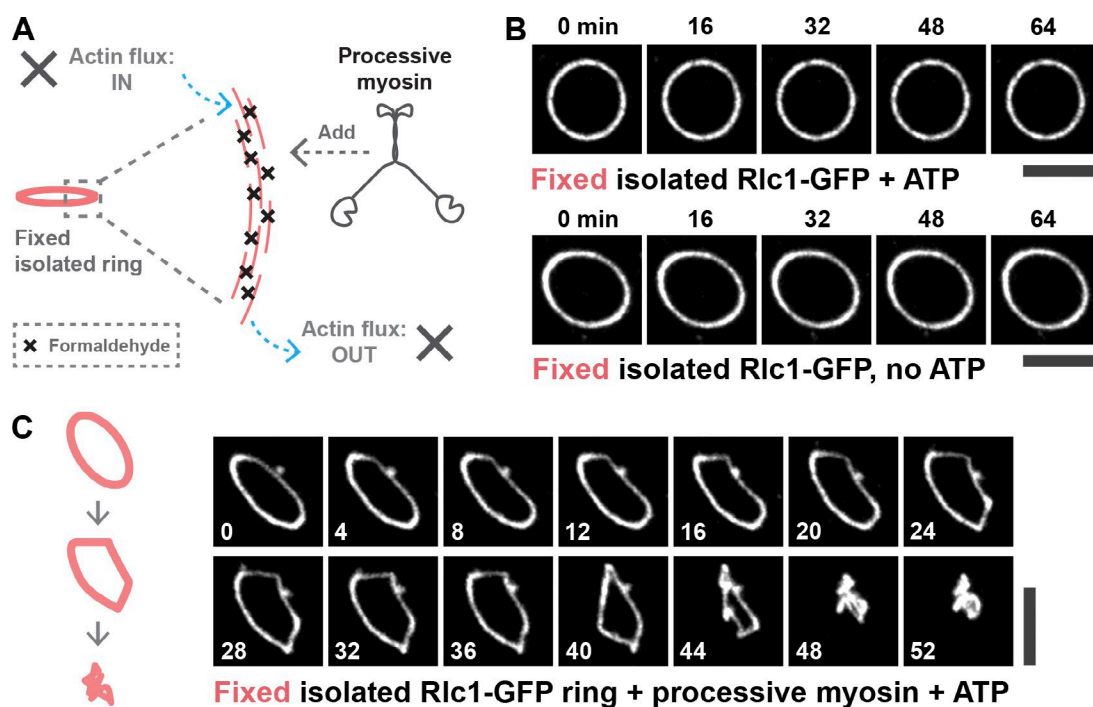 A
Actin flux:
IN
Processive
myosin
Add
Fixed
isolated ring
Formaldehyde
Actin flux:
OUT
B
0 min 16 32 48 64
Fixed isolated Rlc1-GFP + ATP
0 min 16 32 48 64
Fixed isolated Rlc1-GFP, no ATP
C
0 4 8 12 16 20 24
28 32 36 40 44 48 52
Fixed isolated Rlc1-GFP ring + processive myosin + ATP